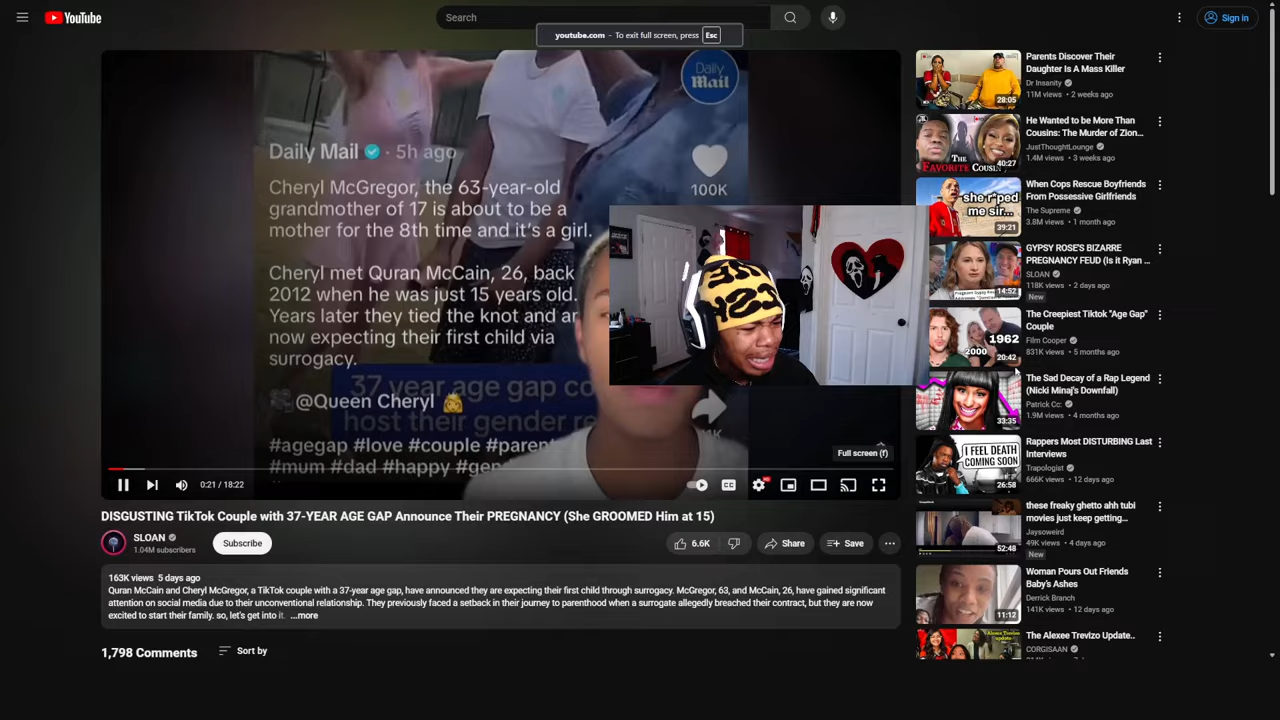 YouTube
Search
Sign in
youtube.com - To exit full screen, press Esc
Daily
Mail
Daily Mail · 5h ago
100K
Cheryl McGregor, the 63-year-old
grandmother of 17 is about to be a
mother for the 8th time and it's a girl.
Cheryl met Quran McCain, 26, back
2012 when he was just 15 years old.
Years later they tied the knot and are
now expecting their first child via
surrogacy.
37 year age gap co
@Queen Cheryl
#agegap #love #couple #paren
#mum #dad #happy #gen
Full screen (f)
0:21 / 18:22
CC
DISGUSTING TikTok Couple with 37-YEAR AGE GAP Announce Their PREGNANCY (She GROOMED Him at 15)
SLOAN
1.04M subscribers
Subscribe
6.6K
Share
Save
163K views 5 days ago
Quran McCain and Cheryl McGregor, a TikTok couple with a 37-year age gap, have announced they are expecting their first child through surrogacy. McGregor, 63, and McCain, 26, have gained significant
attention on social media due to their unconventional relationship. They previously faced a setback in their journey to parenthood when a surrogate allegedly breached their contract, but they are now
excited to start their family. so, let's get into it. ...more
1,798 Comments
Sort by
28:05
Parents Discover Their
Daughter Is A Mass Killer
Dr Insanity
11M views • 2 weeks ago
THE
FAVORITE COUSIN
40:27
He Wanted to be More Than
Cousins: The Murder of Zion...
JustThoughtLounge
1.4M views • 3 weeks ago
she r*ped
me sir...
39:21
When Cops Rescue Boyfriends
From Possessive Girlfriends
The Supreme
3.8M views • 1 month ago
14:52
GYPSY ROSE'S BIZARRE
PREGNANCY FEUD (Is it Ryan ...
SLOAN
118K views • 2 days ago
New
1962
2000
20:42
The Creepiest Tiktok "Age Gap"
Couple
Film Cooper
831K views • 5 months ago
33:35
The Sad Decay of a Rap Legend
(Nicki Minaj's Downfall)
Patrick Cc:
1.9M views • 4 months ago
I FEEL DEATH
COMING SOON
26:58
Rappers Most DISTURBING Last
Interviews
Trapologist
666K views • 12 days ago
52:48
these freaky ghetto ahh tubi
movies just keep getting...
Jaysoweird
49K views • 4 days ago
New
11:12
Woman Pours Out Friends
Baby's Ashes
Derrick Branch
141K views • 12 days ago
The Alexee Trevizo Update..
CORGISAAN